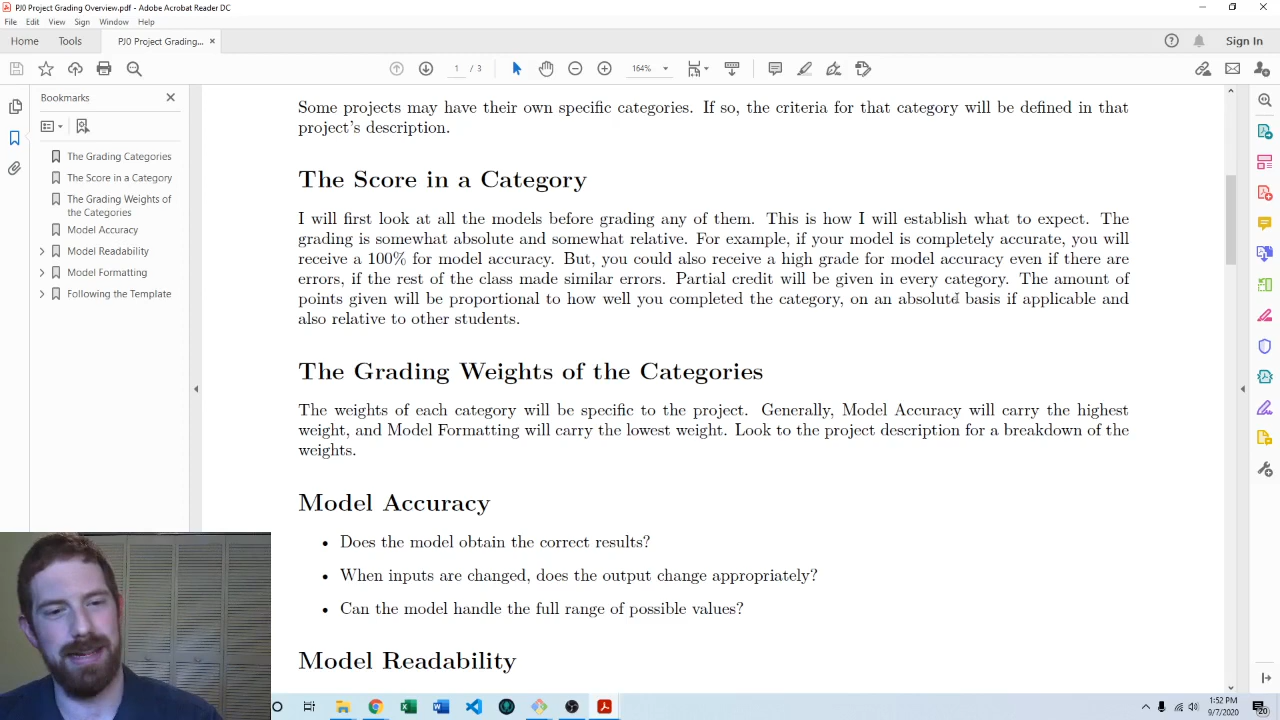 PJ0 Project Grading Overview.pdf - Adobe Acrobat Reader DC
File Edit View Sign Window Help
Home Tools PJ0 Project Grading... × Sign In
1 / 3 164%
Bookmarks
The Grading Categories
The Score in a Category
The Grading Weights of
the Categories
Model Accuracy
Model Readability
Model Formatting
Following the Template
Some projects may have their own specific categories. If so, the criteria for that category will be defined in that
project's description.
The Score in a Category
I will first look at all the models before grading any of them. This is how I will establish what to expect. The
grading is somewhat absolute and somewhat relative. For example, if your model is completely accurate, you will
receive a 100% for model accuracy. But, you could also receive a high grade for model accuracy even if there are
errors, if the rest of the class made similar errors. Partial credit will be given in every category. The amount of
points given will be proportional to how well you completed the category, on an absolute basis if applicable and
also relative to other students.
The Grading Weights of the Categories
The weights of each category will be specific to the project. Generally, Model Accuracy will carry the highest
weight, and Model Formatting will carry the lowest weight. Look to the project description for a breakdown of the
weights.
Model Accuracy
• Does the model obtain the correct results?
• When inputs are changed, does the output change appropriately?
• Can the model handle the full range of possible values?
Model Readability
1:52 PM
9/7/2020
20